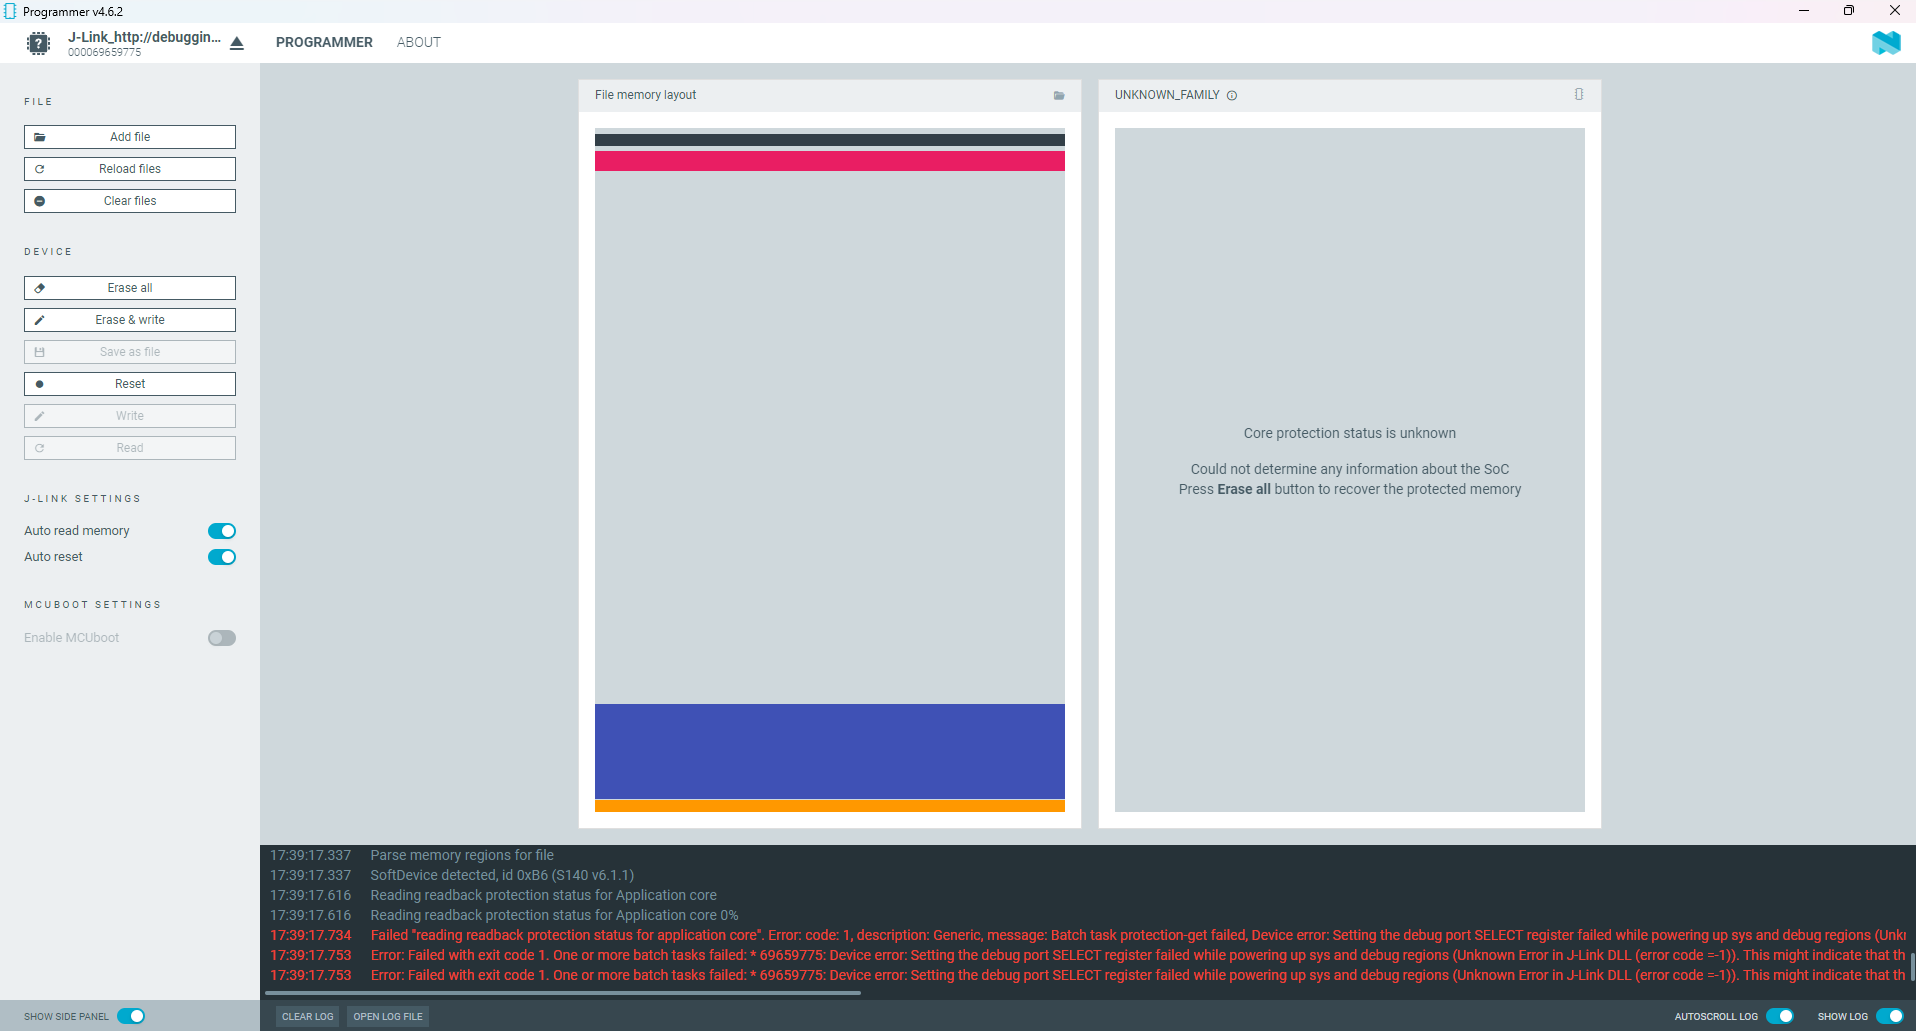 Programmer v4.6.2
J-Link_http://debuggin...
000069659775
PROGRAMMER
ABOUT
FILE
Add file
Reload files
Clear files
DEVICE
Erase all
Erase & write
Save as file
Reset
Write
Read
J-LINK SETTINGS
Auto read memory
Auto reset
MCUBOOT SETTINGS
Enable MCUboot
SHOW SIDE PANEL
File memory layout
UNKNOWN_FAMILY
Core protection status is unknown
Could not determine any information about the SoC
Press Erase all button to recover the protected memory
17:39:17.337 Parse memory regions for file
17:39:17.337 SoftDevice detected, id 0xB6 (S140 v6.1.1)
17:39:17.616 Reading readback protection status for Application core
17:39:17.616 Reading readback protection status for Application core 0%
17:39:17.734 Failed "reading readback protection status for application core". Error: code: 1, description: Generic, message: Batch task protection-get failed, Device error: Setting the debug port SELECT register failed while powering up sys and debug regions (Unk
17:39:17.753 Error: Failed with exit code 1. One or more batch tasks failed: * 69659775: Device error: Setting the debug port SELECT register failed while powering up sys and debug regions (Unknown Error in J-Link DLL (error code =-1)). This might indicate that th
17:39:17.753 Error: Failed with exit code 1. One or more batch tasks failed: * 69659775: Device error: Setting the debug port SELECT register failed while powering up sys and debug regions (Unknown Error in J-Link DLL (error code =-1)). This might indicate that th
CLEAR LOG
OPEN LOG FILE
AUTOSCROLL LOG
SHOW LOG